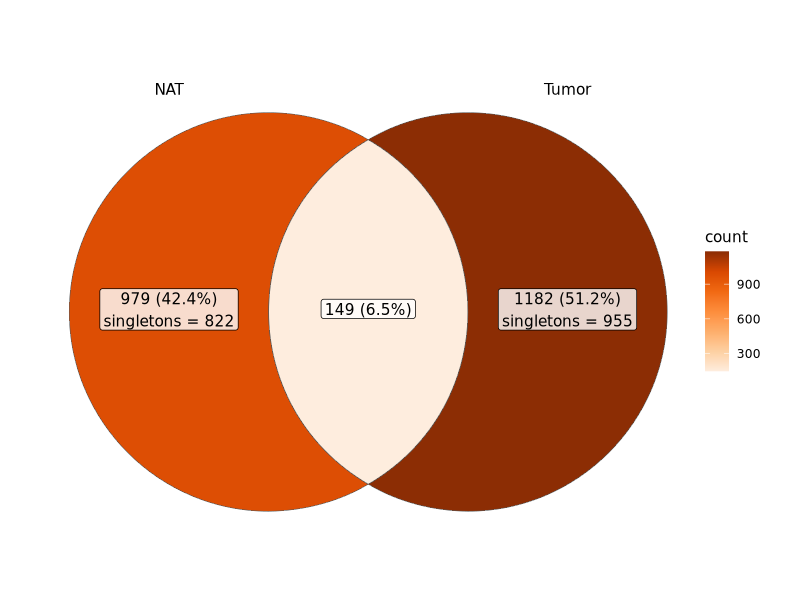 NAT
Tumor
979 (42.4%)
singletons = 822
149 (6.5%)
1182 (51.2%)
singletons = 955
count
900
600
300